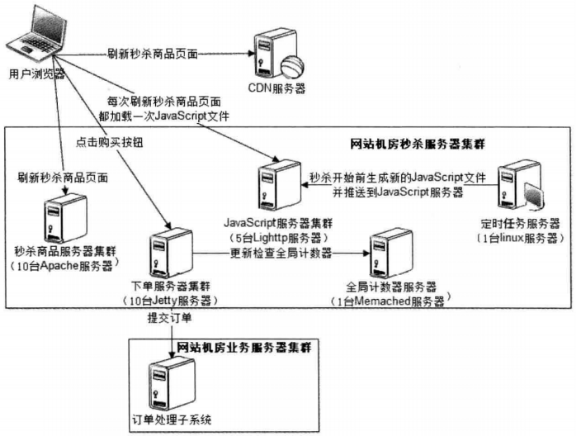 刷新秒杀商品页面
用户浏览器
CDN服务器
每次刷新秒杀商品页面
都加载一次JavaScript文件
点击购买按钮
网站机房秒杀服务器集群
刷新秒杀商品页面
秒杀开始前生成新的JavaScript文件
并推送到JavaScript服务器
JavaScript服务器集群
(5台Lighttp服务器)
定时任务服务器
(1台linux服务器)
秒杀商品服务器集群
(10台Apache服务器)
更新检查全局计数器
下单服务器集群
(10台Jetty服务器)
全局计数器服务器
(1台Memached服务器)
提交订单
网站机房业务服务器集群
订单处理子系统